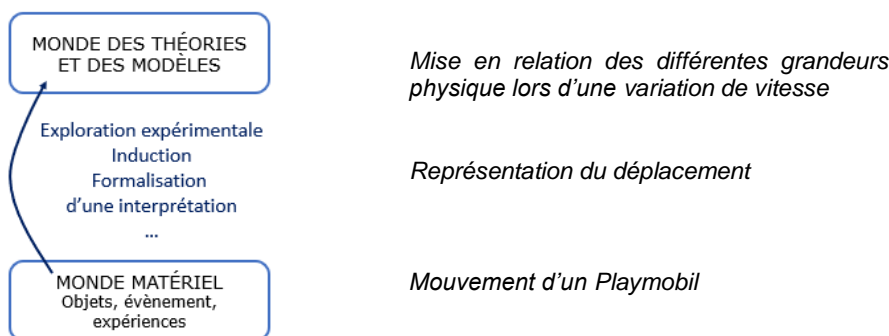 MONDE DES THÉORIES
ET DES MODÈLES
Mise en relation des différentes grandeurs
physique lors d'une variation de vitesse
Exploration expérimentale
Induction
Formalisation
d'une interprétation
...
Représentation du déplacement
MONDE MATÉRIEL
Objets, évènement,
expériences
Mouvement d'un Playmobil